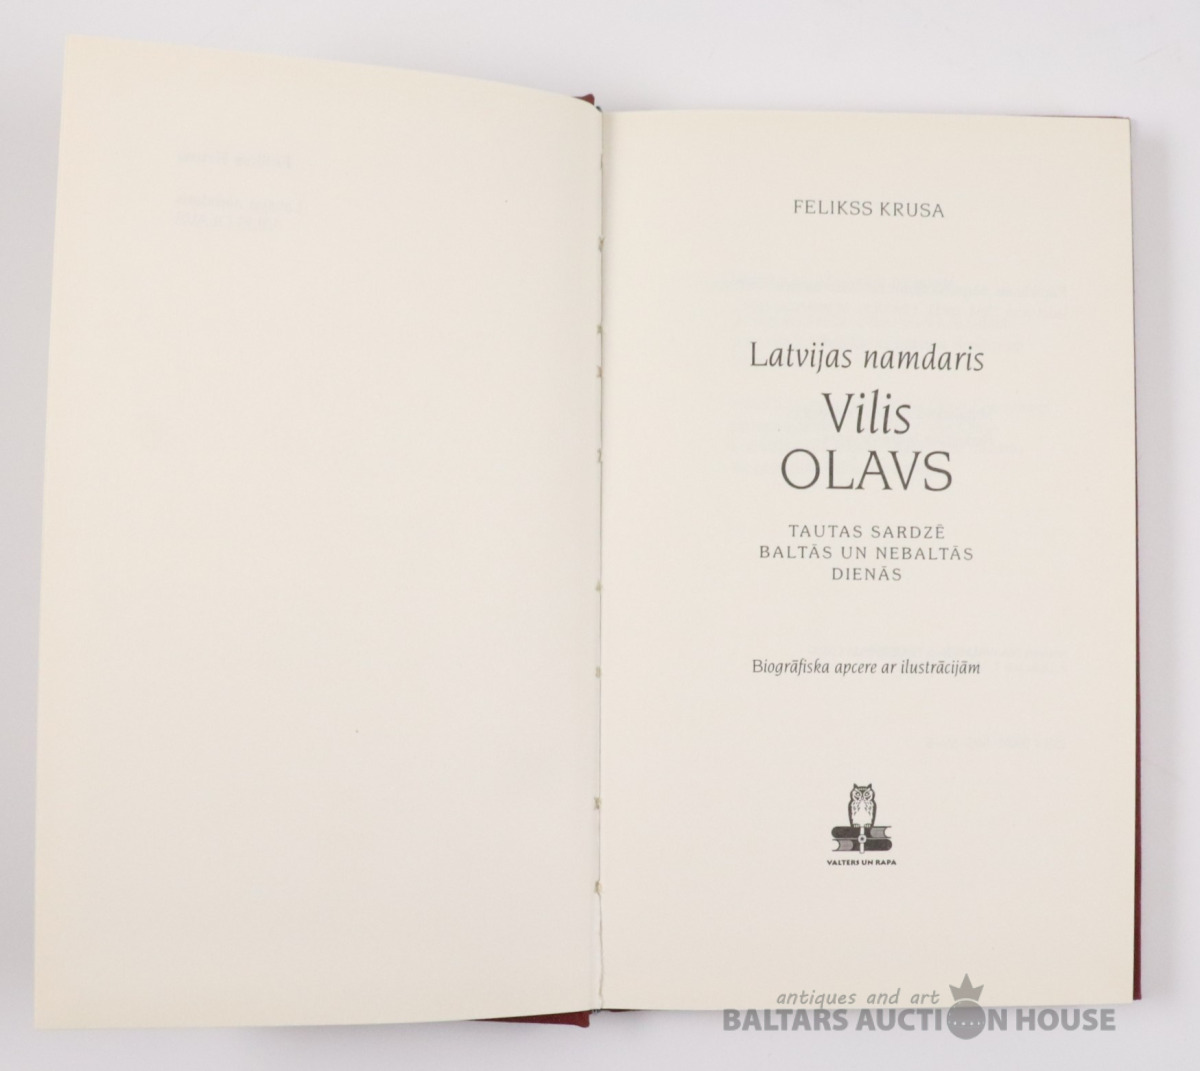 FELIKSS KRUSA
Latvijas namdaris
Vilis
OLAVS
TAUTAS SARDZĒ
BALTĀS UN NEBALTĀS
DIENĀS
Biogrāfiska apcere ar ilustrācijām
VALTERS UN RAPA
antiques and art
BALTARS AUCTION HOUSE